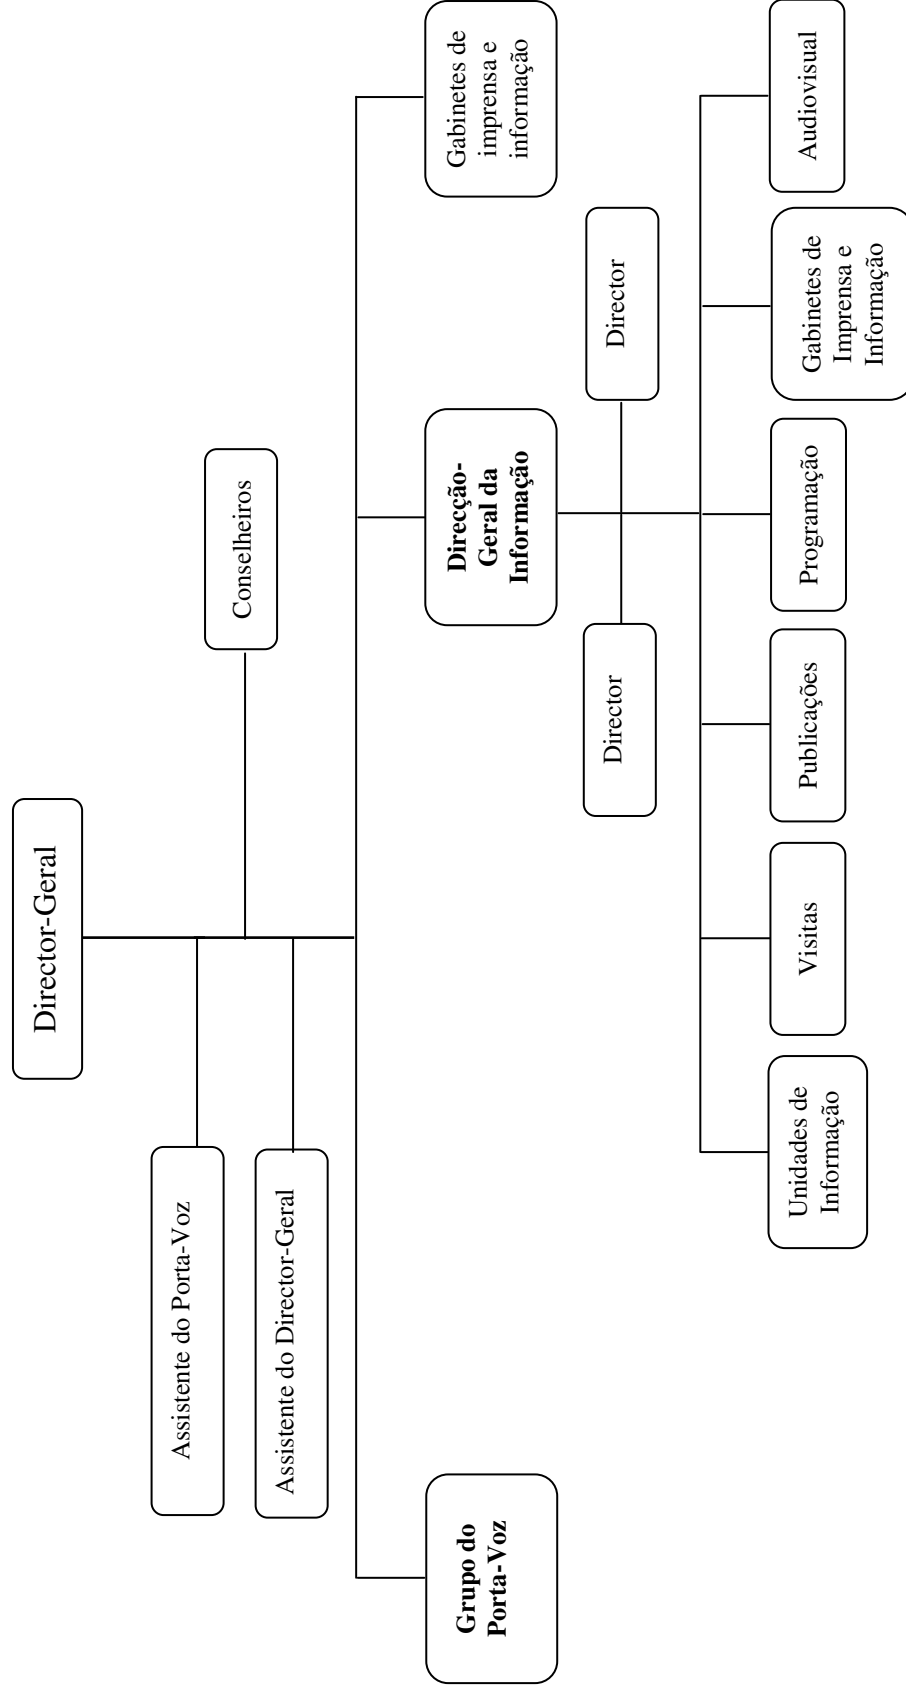 Director-Geral
Assistente do Porta-Voz
Conselheiros
Assistente do Director-Geral
Grupo do
Porta-Voz
Direcção-
Geral da
Informação
Gabinetes de
imprensa e
informação
Director
Director
Unidades de
Informação
Visitas
Publicações
Programação
Gabinetes de
Imprensa e
Informação
Audiovisual